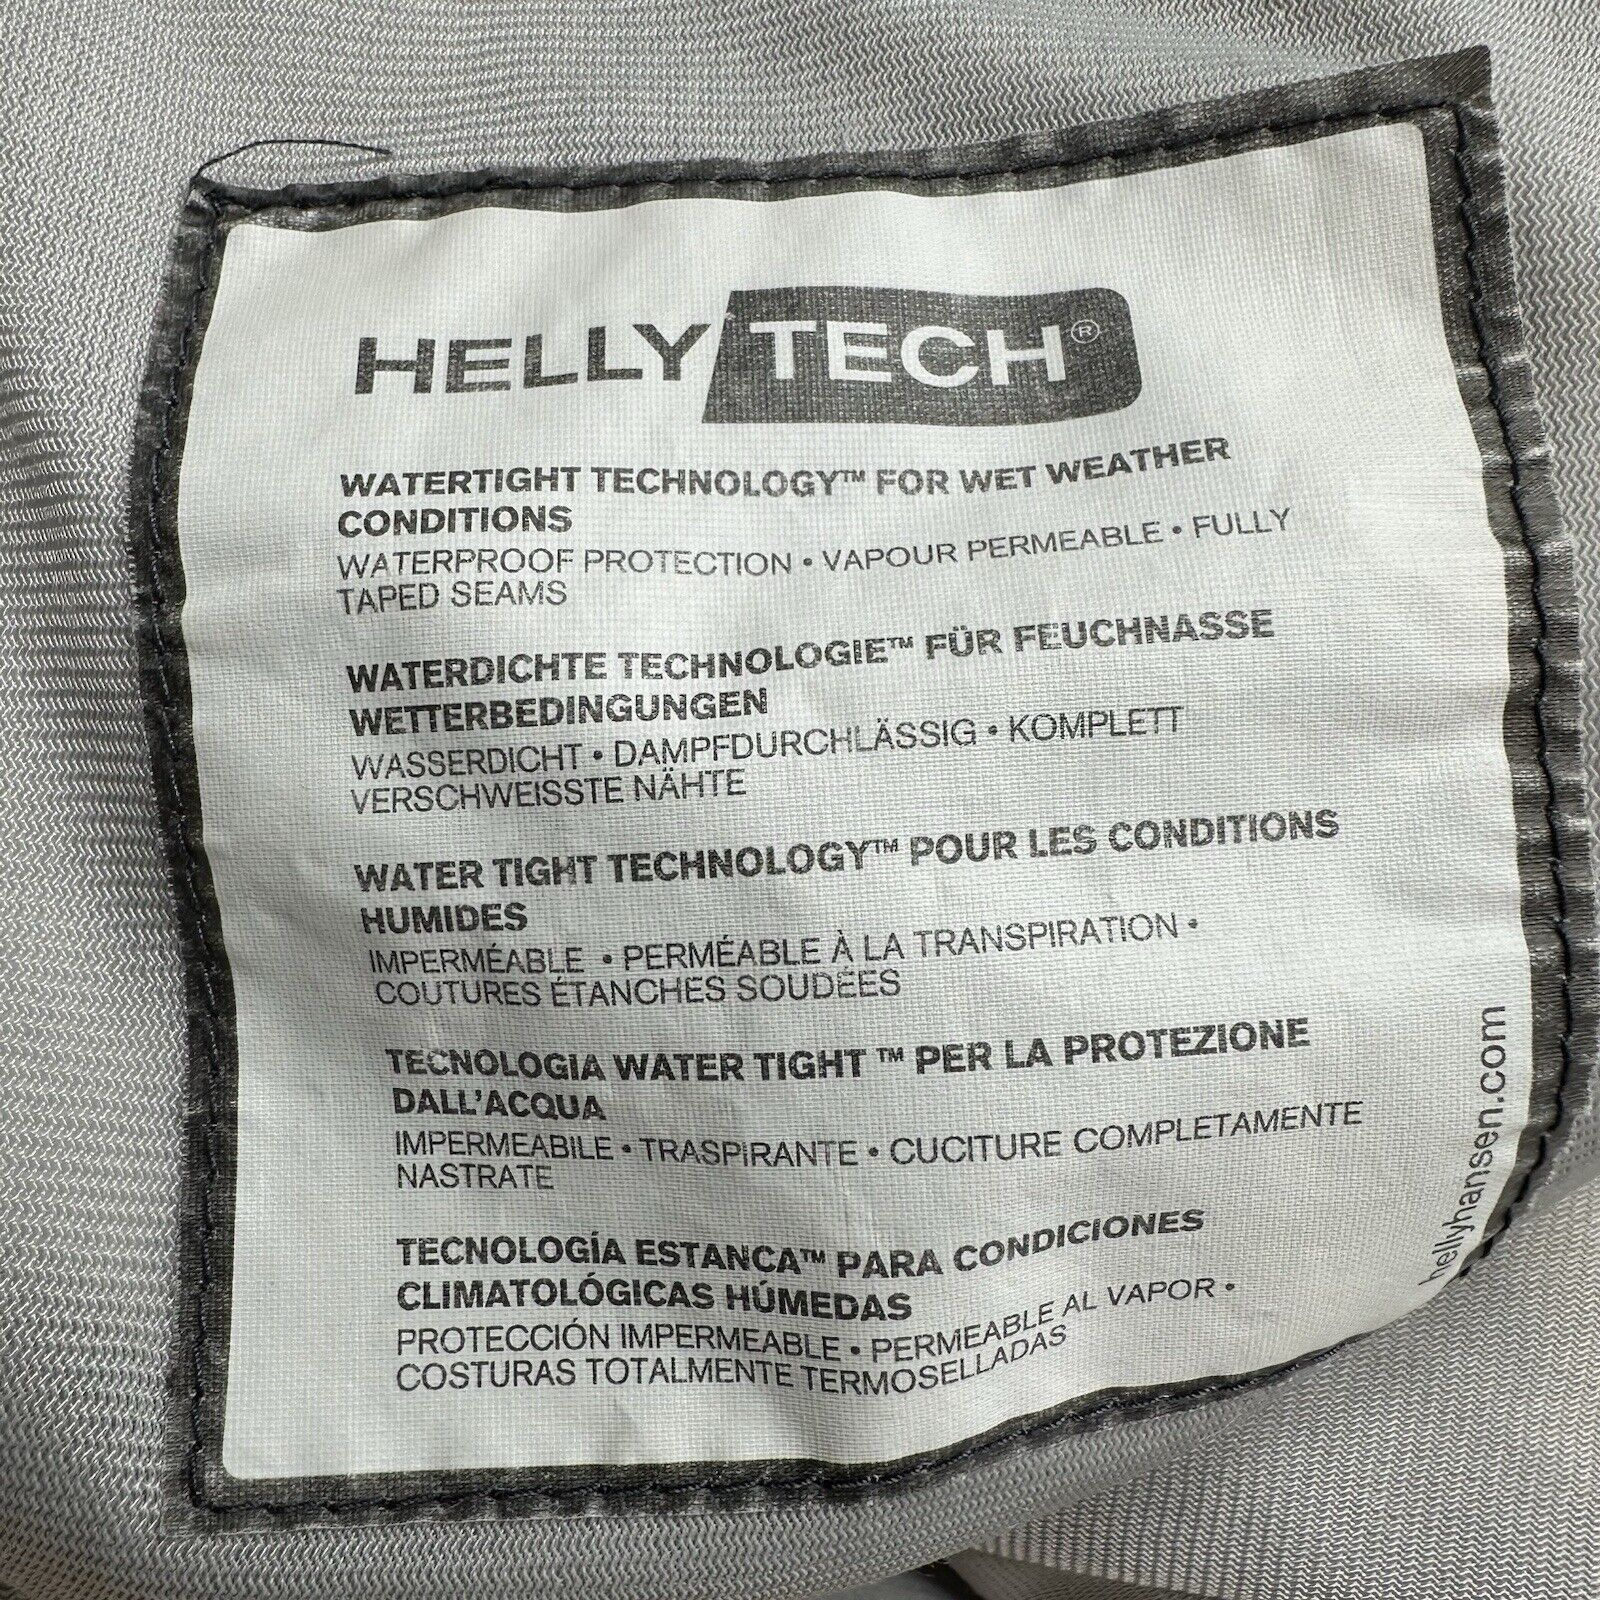 HELLY TECH®
WATERTIGHT TECHNOLOGY™ FOR WET WEATHER
CONDITIONS
WATERPROOF PROTECTION • VAPOUR PERMEABLE • FULLY
TAPED SEAMS
WATERDICHTE TECHNOLOGIE™ FÜR FEUCHNASSE
WETTERBEDINGUNGEN
WASSERDICHT • DAMPFDURCHLÄSSIG • KOMPLETT
VERSCHWEISSTE NÄHTE
WATER TIGHT TECHNOLOGY™ POUR LES CONDITIONS
HUMIDES
IMPERMÉABLE • PERMÉABLE À LA TRANSPIRATION •
COUTURES ÉTANCHES SOUDÉES
TECNOLOGIA WATER TIGHT ™ PER LA PROTEZIONE
DALL'ACQUA
IMPERMEABILE • TRASPIRANTE • CUCITURE COMPLETAMENTE
NASTRATE
TECNOLOGÍA ESTANCA™ PARA CONDICIONES
CLIMATOLÓGICAS HÚMEDAS
PROTECCIÓN IMPERMEABLE • PERMEABLE AL VAPOR •
COSTURAS TOTALMENTE TERMOSELLADAS
hellyhansen.com